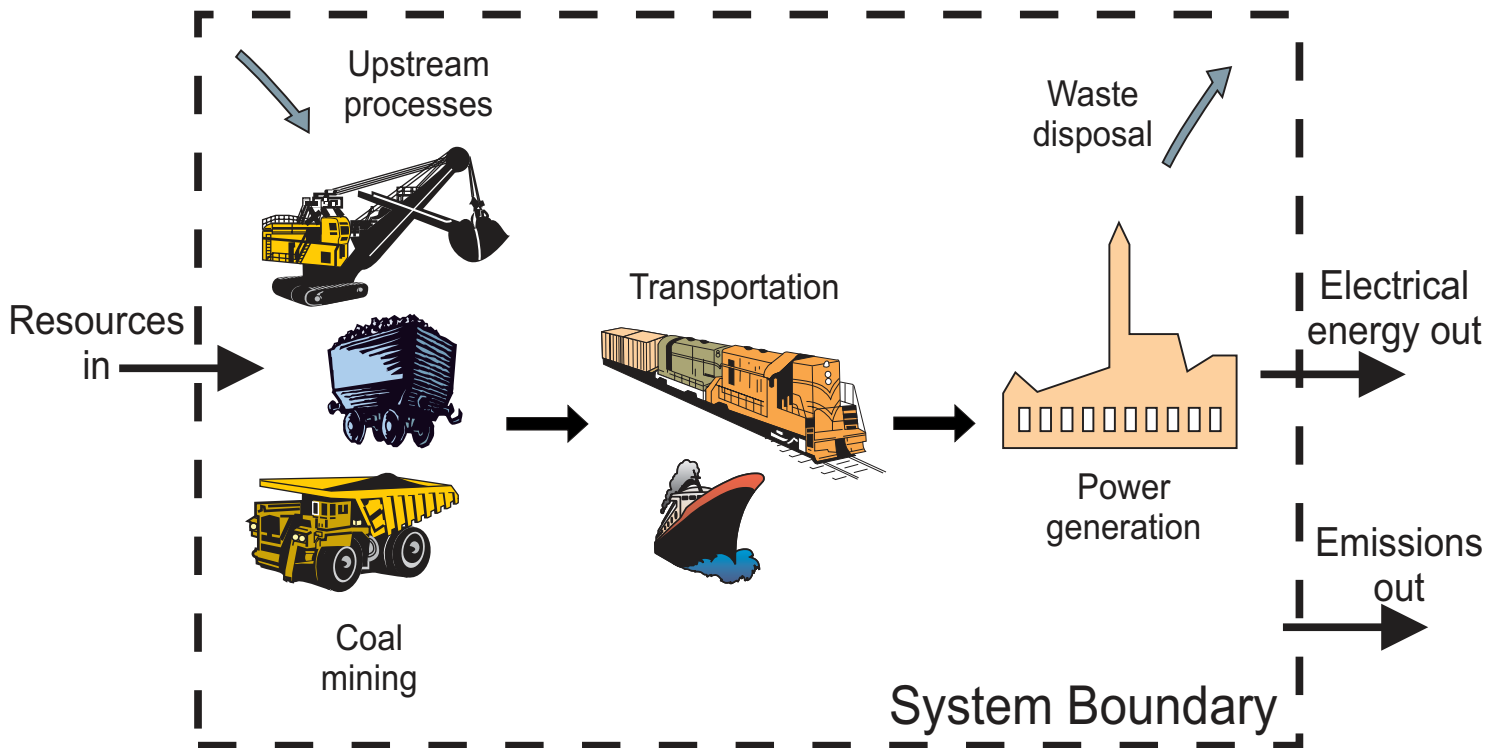 Upstream
processes
Waste
disposal
Resources
in
Transportation
Electrical
energy out
Power
generation
Emissions
out
Coal
mining
System Boundary